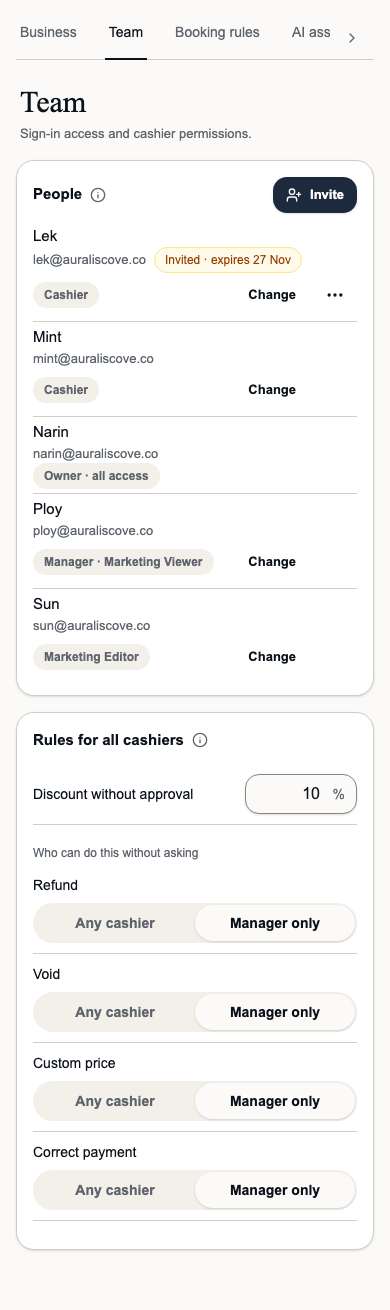 Business Team Booking rules AI ass
Team
Sign-in access and cashier permissions.
People Invite
Lek
lek@auraliscove.co Invited · expires 27 Nov
Cashier Change ···
Mint
mint@auraliscove.co
Cashier Change
Narin
narin@auraliscove.co
Owner · all access
Ploy
ploy@auraliscove.co
Manager · Marketing Viewer Change
Sun
sun@auraliscove.co
Marketing Editor Change
Rules for all cashiers
Discount without approval 10 %
Who can do this without asking
Refund
Any cashier Manager only
Void
Any cashier Manager only
Custom price
Any cashier Manager only
Correct payment
Any cashier Manager only